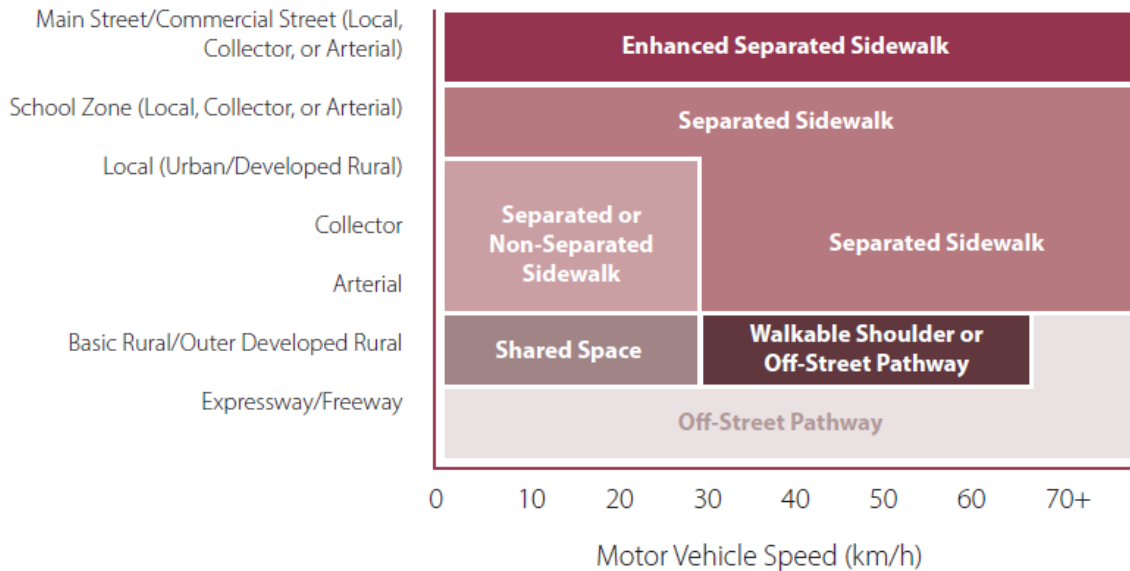 Main Street/Commercial Street (Local,
Collector, or Arterial)
Enhanced Separated Sidewalk
School Zone (Local, Collector, or Arterial)
Separated Sidewalk
Local (Urban/Developed Rural)
Collector
Arterial
Separated or
Non-Separated
Sidewalk
Separated Sidewalk
Basic Rural/Outer Developed Rural
Shared Space
Walkable Shoulder or
Off-Street Pathway
Expressway/Freeway
Off-Street Pathway
0 10 20 30 40 50 60 70+
Motor Vehicle Speed (km/h)